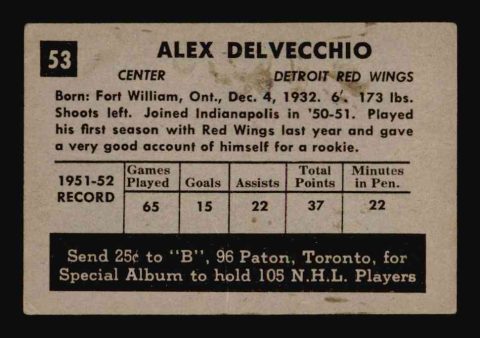 53
ALEX DELVECCHIO
CENTER DETROIT RED WINGS
Born: Fort William, Ont., Dec. 4, 1932. 6'. 173 lbs.
Shoots left. Joined Indianapolis in '50-51. Played
his first season with Red Wings last year and gave
a very good account of himself for a rookie.
1951-52 RECORD
Games Played Goals Assists Total Points Minutes in Pen.
65 15 22 37 22
Send 25¢ to "B", 96 Paton, Toronto, for
Special Album to hold 105 N.H.L. Players